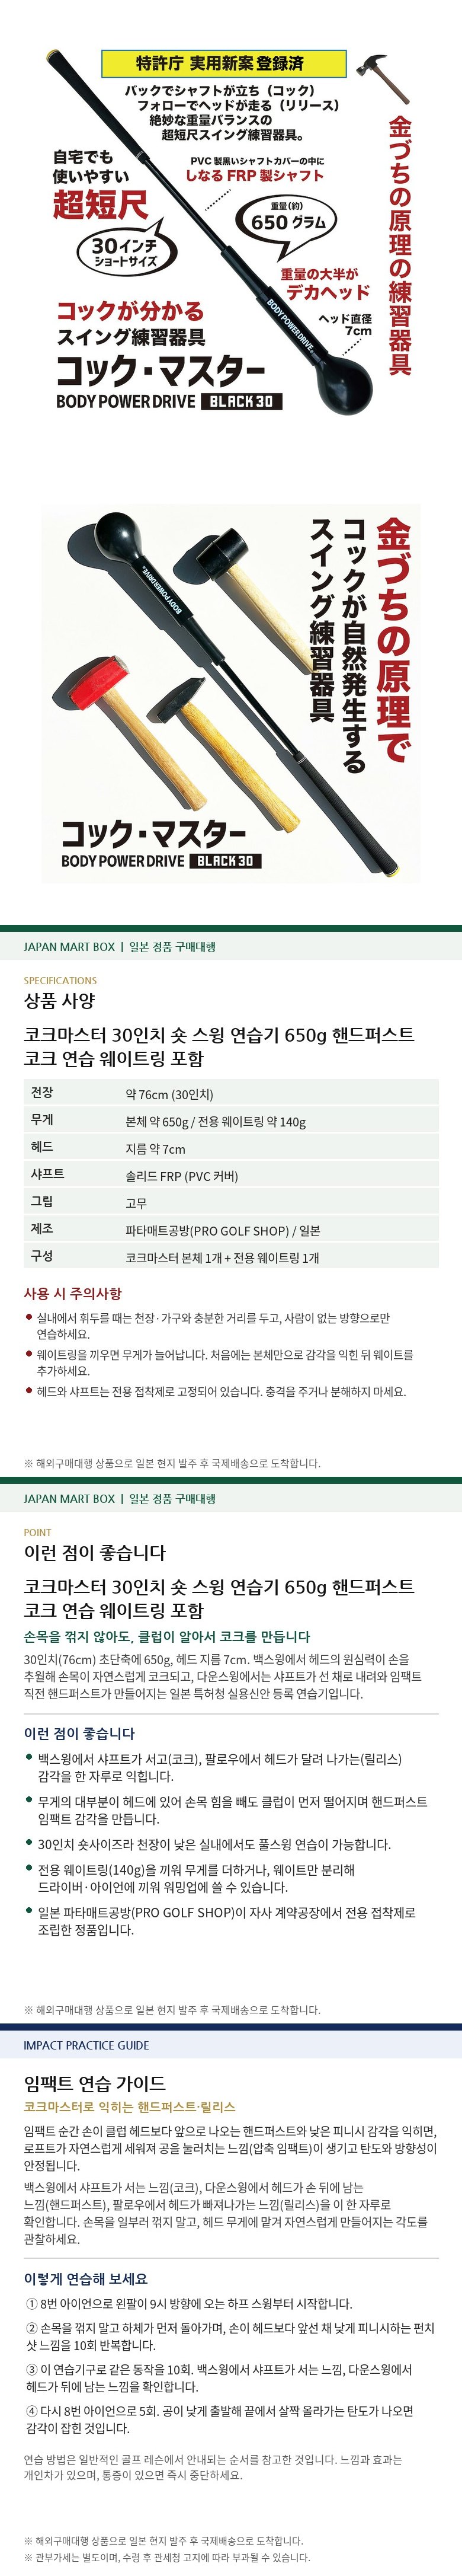 特許庁 実用新案登録済
バックでシャフトが立ち（コック）
フォローでヘッドが走る（リリース）
絶妙な重量バランスの
超短尺スイング練習器具。
金づちの原理の練習器具
自宅でも
使いやすい
超短尺
PVC 製黒いシャフトカバーの中に
しなる FRP 製シャフト
重量(約)
650 グラム
30インチ
ショートサイズ
重量の大半が
デカヘッド
ヘッド直径
7cm
BODY POWER DRIVE
コックが分かる
スイング練習器具
コック・マスター
BODY POWER DRIVE BLACK 30
金づちの原理で
コックが自然発生する
スイング練習器具
BODY POWER DRIVE
コック・マスター
BODY POWER DRIVE BLACK 30
JAPAN MART BOX | 일본 정품 구매대행
SPECIFICATIONS
상품 사양
코크마스터 30인치 숏 스윙 연습기 650g 핸드퍼스트
코크 연습 웨이트링 포함
전장 약 76cm (30인치)
무게 본체 약 650g / 전용 웨이트링 약 140g
헤드 지름 약 7cm
샤프트 솔리드 FRP (PVC 커버)
그립 고무
제조 파타매트공방(PRO GOLF SHOP) / 일본
구성 코크마스터 본체 1개 + 전용 웨이트링 1개
사용 시 주의사항
● 실내에서 휘두를 때는 천장·가구와 충분한 거리를 두고, 사람이 없는 방향으로만
연습하세요.
● 웨이트링을 끼우면 무게가 늘어납니다. 처음에는 본체만으로 감각을 익힌 뒤 웨이트를
추가하세요.
● 헤드와 샤프트는 전용 접착제로 고정되어 있습니다. 충격을 주거나 분해하지 마세요.
※ 해외구매대행 상품으로 일본 현지 발주 후 국제배송으로 도착합니다.
JAPAN MART BOX | 일본 정품 구매대행
POINT
이런 점이 좋습니다
코크마스터 30인치 숏 스윙 연습기 650g 핸드퍼스트
코크 연습 웨이트링 포함
손목을 꺾지 않아도, 클럽이 알아서 코크를 만듭니다
30인치(76cm) 초단축에 650g, 헤드 지름 7cm. 백스윙에서 헤드의 원심력이 손을
추월해 손목이 자연스럽게 코크되고, 다운스윙에서는 샤프트가 선 채로 내려와 임팩트
직전 핸드퍼스트가 만들어지는 일본 특허청 실용신안 등록 연습기입니다.
이런 점이 좋습니다
● 백스윙에서 샤프트가 서고(코크), 팔로우에서 헤드가 달려 나가는(릴리스)
감각을 한 자루로 익힙니다.
● 무게의 대부분이 헤드에 있어 손목 힘을 빼도 클럽이 먼저 떨어지며 핸드퍼스트
임팩트 감각을 만듭니다.
● 30인치 숏사이즈라 천장이 낮은 실내에서도 풀스윙 연습이 가능합니다.
● 전용 웨이트링(140g)을 끼워 무게를 더하거나, 웨이트만 분리해
드라이버·아이언에 끼워 워밍업에 쓸 수 있습니다.
● 일본 파타매트공방(PRO GOLF SHOP)이 자사 계약공장에서 전용 접착제로
조립한 정품입니다.
※ 해외구매대행 상품으로 일본 현지 발주 후 국제배송으로 도착합니다.
IMPACT PRACTICE GUIDE
임팩트 연습 가이드
코크마스터로 익히는 핸드퍼스트·릴리스
임팩트 순간 손이 클럽 헤드보다 앞으로 나오는 핸드퍼스트와 낮은 피니시 감각을 익히면,
로프트가 자연스럽게 세워져 공을 눌러치는 느낌(압축 임팩트)이 생기고 탄도와 방향성이
안정됩니다.
백스윙에서 샤프트가 서는 느낌(코크), 다운스윙에서 헤드가 손 뒤에 남는
느낌(핸드퍼스트), 팔로우에서 헤드가 빠져나가는 느낌(릴리스)을 이 한 자루로
확인합니다. 손목을 일부러 꺾지 말고, 헤드 무게에 맡겨 자연스럽게 만들어지는 각도를
관찰하세요.
이렇게 연습해 보세요
① 8번 아이언으로 왼팔이 9시 방향에 오는 하프 스윙부터 시작합니다.
② 손목을 꺾지 말고 하체가 먼저 돌아가며, 손이 헤드보다 앞선 채 낮게 피니시하는 펀치
샷 느낌을 10회 반복합니다.
③ 이 연습기구로 같은 동작을 10회. 백스윙에서 샤프트가 서는 느낌, 다운스윙에서
헤드가 뒤에 남는 느낌을 확인합니다.
④ 다시 8번 아이언으로 5회. 공이 낮게 출발해 끝에서 살짝 올라가는 탄도가 나오면
감각이 잡힌 것입니다.
연습 방법은 일반적인 골프 레슨에서 안내되는 순서를 참고한 것입니다. 느낌과 효과는
개인차가 있으며, 통증이 있으면 즉시 중단하세요.
※ 해외구매대행 상품으로 일본 현지 발주 후 국제배송으로 도착합니다.
※ 관부가세는 별도이며, 수령 후 관세청 고지에 따라 부과될 수 있습니다.